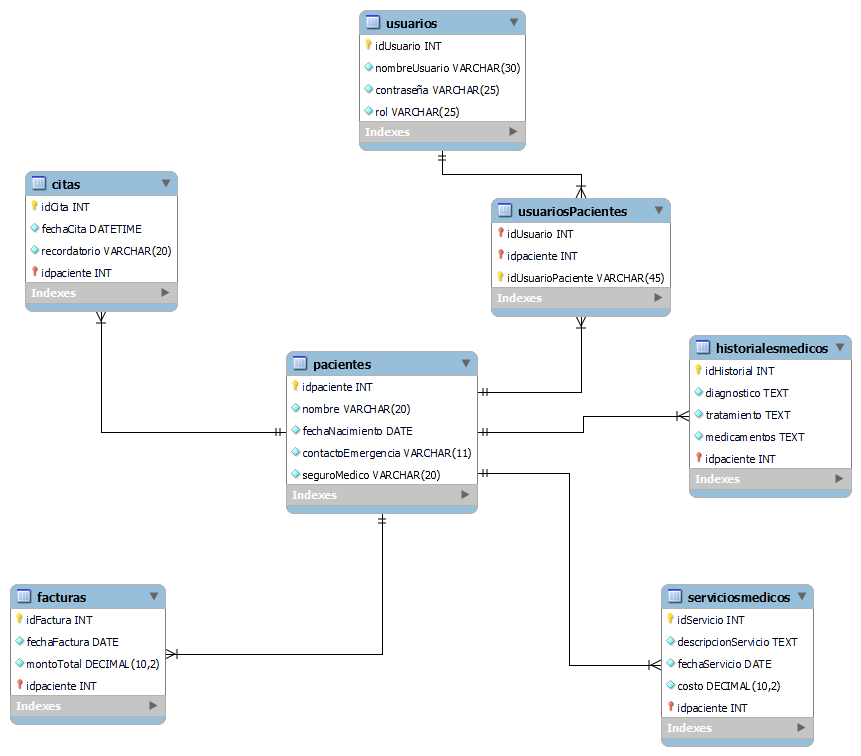 usuarios
idUsuario INT
nombreUsuario VARCHAR(30)
contraseña VARCHAR(25)
rol VARCHAR(25)
Indexes
citas
idCita INT
fechaCita DATETIME
recordatorio VARCHAR(20)
idpaciente INT
Indexes
usuariosPacientes
idUsuario INT
idpaciente INT
idUsuarioPaciente VARCHAR(45)
Indexes
pacientes
idpaciente INT
nombre VARCHAR(20)
fechaNacimiento DATE
contactoEmergencia VARCHAR(11)
seguroMedico VARCHAR(20)
Indexes
historialesmedicos
idHistorial INT
diagnostico TEXT
tratamiento TEXT
medicamentos TEXT
idpaciente INT
Indexes
facturas
idFactura INT
fechaFactura DATE
montoTotal DECIMAL(10,2)
idpaciente INT
Indexes
serviciosmedicos
idServicio INT
descripcionServicio TEXT
fechaServicio DATE
costo DECIMAL(10,2)
idpaciente INT
Indexes